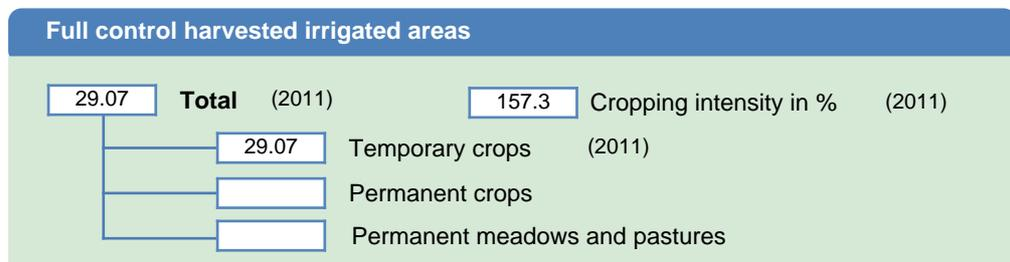 Full control harvested irrigated areas
29.07 Total (2011) 157.3 Cropping intensity in % (2011)
29.07 Temporary crops (2011)
Permanent crops
Permanent meadows and pastures